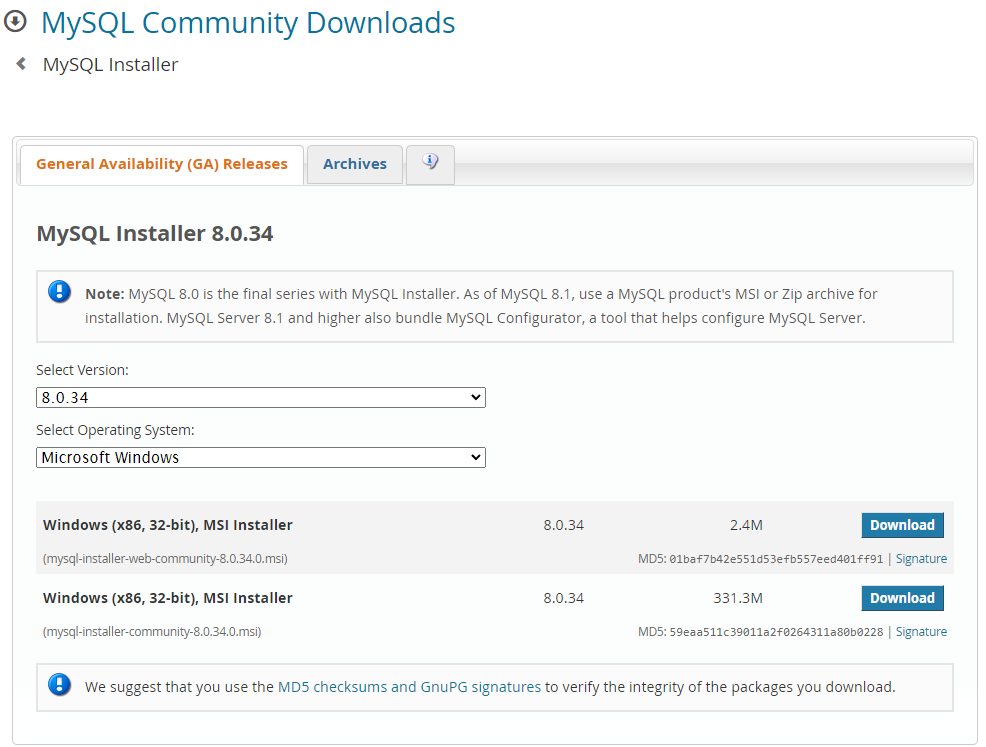 MySQL Community Downloads
MySQL Installer
General Availability (GA) Releases Archives
MySQL Installer 8.0.34
Note: MySQL 8.0 is the final series with MySQL Installer. As of MySQL 8.1, use a MySQL product's MSI or Zip archive for
installation. MySQL Server 8.1 and higher also bundle MySQL Configurator, a tool that helps configure MySQL Server.
Select Version:
8.0.34
Select Operating System:
Microsoft Windows
Windows (x86, 32-bit), MSI Installer 8.0.34 2.4M Download
(mysql-installer-web-community-8.0.34.0.msi) MD5: 01baf7b42e551d53efb557eed401ff91 | Signature
Windows (x86, 32-bit), MSI Installer 8.0.34 331.3M Download
(mysql-installer-community-8.0.34.0.msi) MD5: 59eaa511c39011a2f0264311a80b0228 | Signature
We suggest that you use the MD5 checksums and GnuPG signatures to verify the integrity of the packages you download.